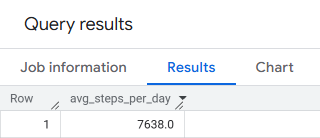 Query results
Job information Results Chart
Row avg_steps_per_day
1 7638.0